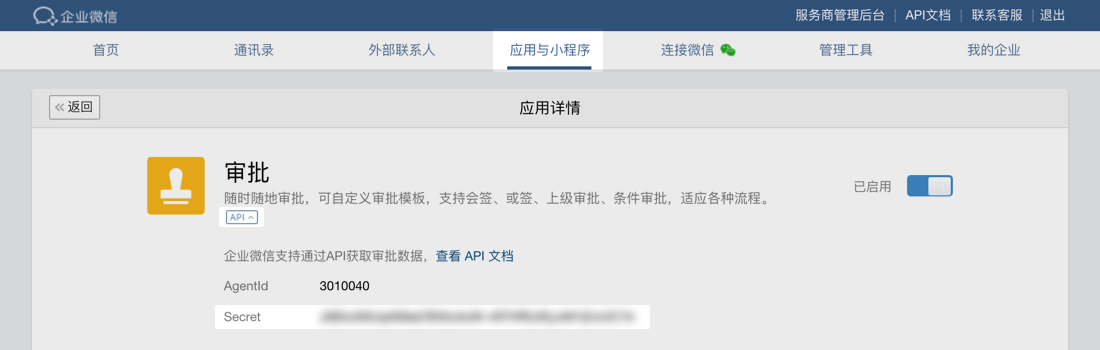 企业微信
服务商管理后台 | API文档 | 联系客服 | 退出
首页 通讯录 外部联系人 应用与小程序 连接微信 管理工具 我的企业
« 返回 应用详情
审批
随时随地审批，可自定义审批模板，支持会签、或签、上级审批、条件审批，适应各种流程。
已启用
API
企业微信支持通过API获取审批数据，查看 API 文档
AgentId 3010040
Secret